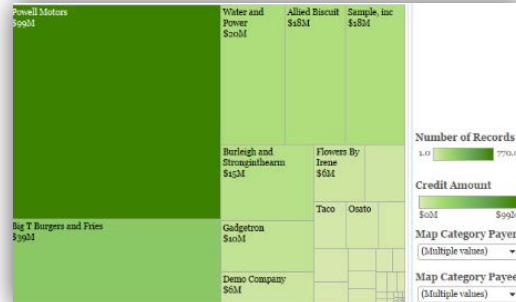 Powell Motors
$99M
Water and
Power
$20M
Allied Biscuit
$18M
Sample, inc
$18M
Burleigh and
Stronginthearm
$15M
Flowers By
Irene
$6M
Taco
Osato
Big T Burgers and Fries
$39M
Gadgetron
$10M
Demo Company
$6M
Number of Records
1.0
770.0
Credit Amount
$0M
$99M
Map Category Payer
(Multiple values)
Map Category Payee
(Multiple values)